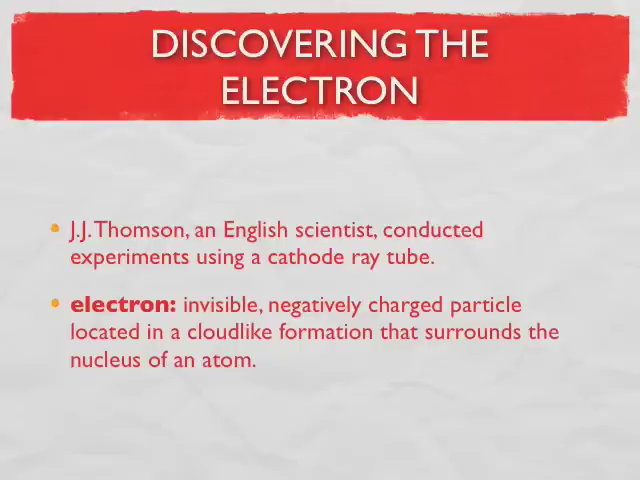 DISCOVERING THE
ELECTRON
J.J. Thomson, an English scientist, conducted
experiments using a cathode ray tube.
electron: invisible, negatively charged particle
located in a cloudlike formation that surrounds the
nucleus of an atom.